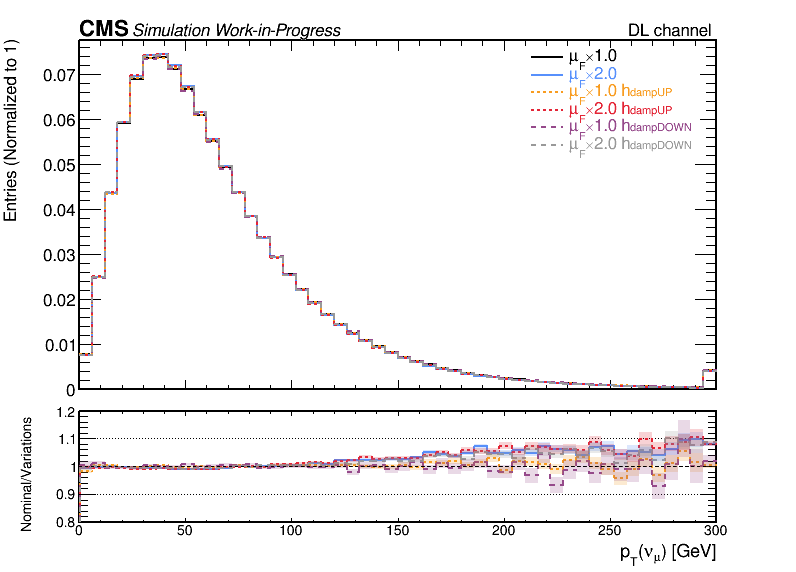 CMS Simulation Work-in-Progress DL channel
Entries (Normalized to 1)
μF×1.0
μF×2.0
μF×1.0 hdampUP
μF×2.0 hdampUP
μF×1.0 hdampDOWN
μF×2.0 hdampDOWN
0.07
0.06
0.05
0.04
0.03
0.02
0.01
0
Nominal/Variations
1.2
1.1
1
0.9
0.8
0 50 100 150 200 250 300
pT(νμ) [GeV]